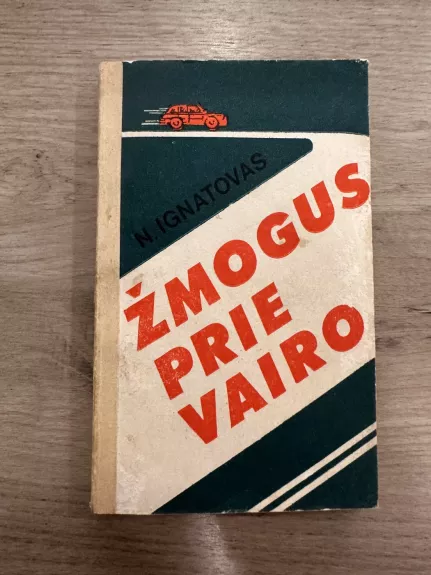 N. IGNATOVAS
ŽMOGUS
PRIE
VAIRO